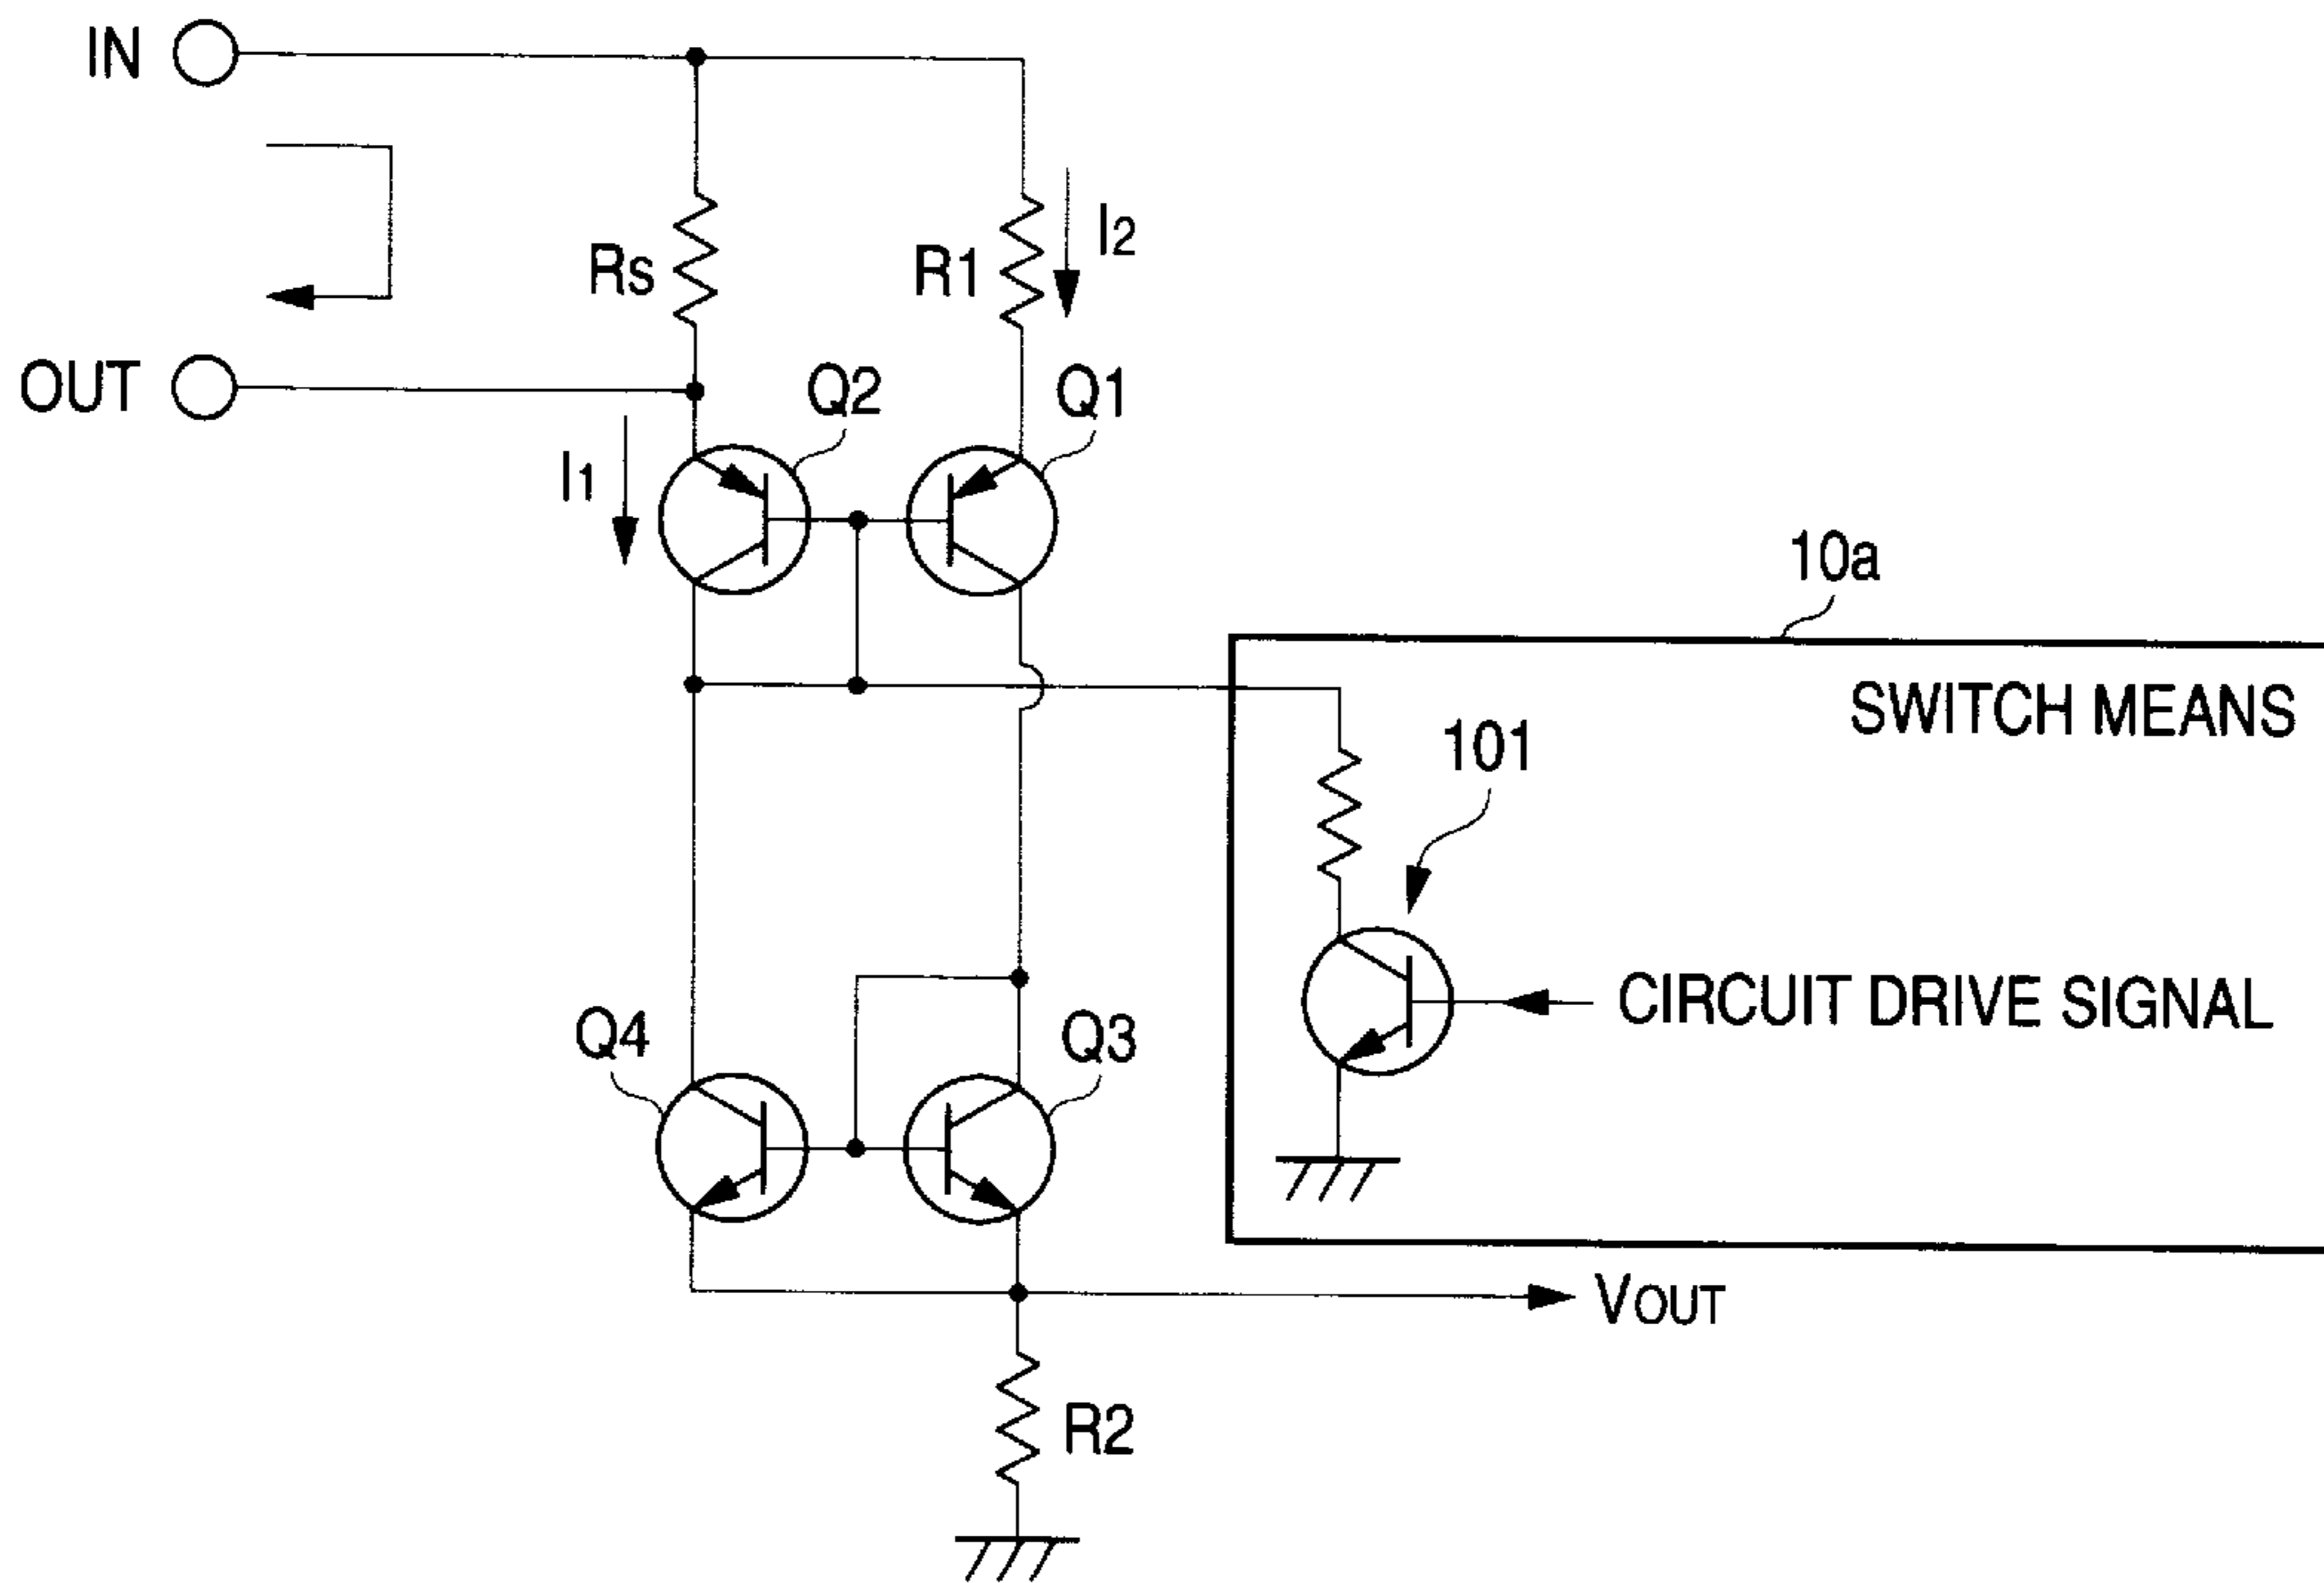 IN
Rs
R1
I2
OUT
Q2
Q1
I1
10a
SWITCH MEANS
101
CIRCUIT DRIVE SIGNAL
Q4
Q3
VOUT
R2